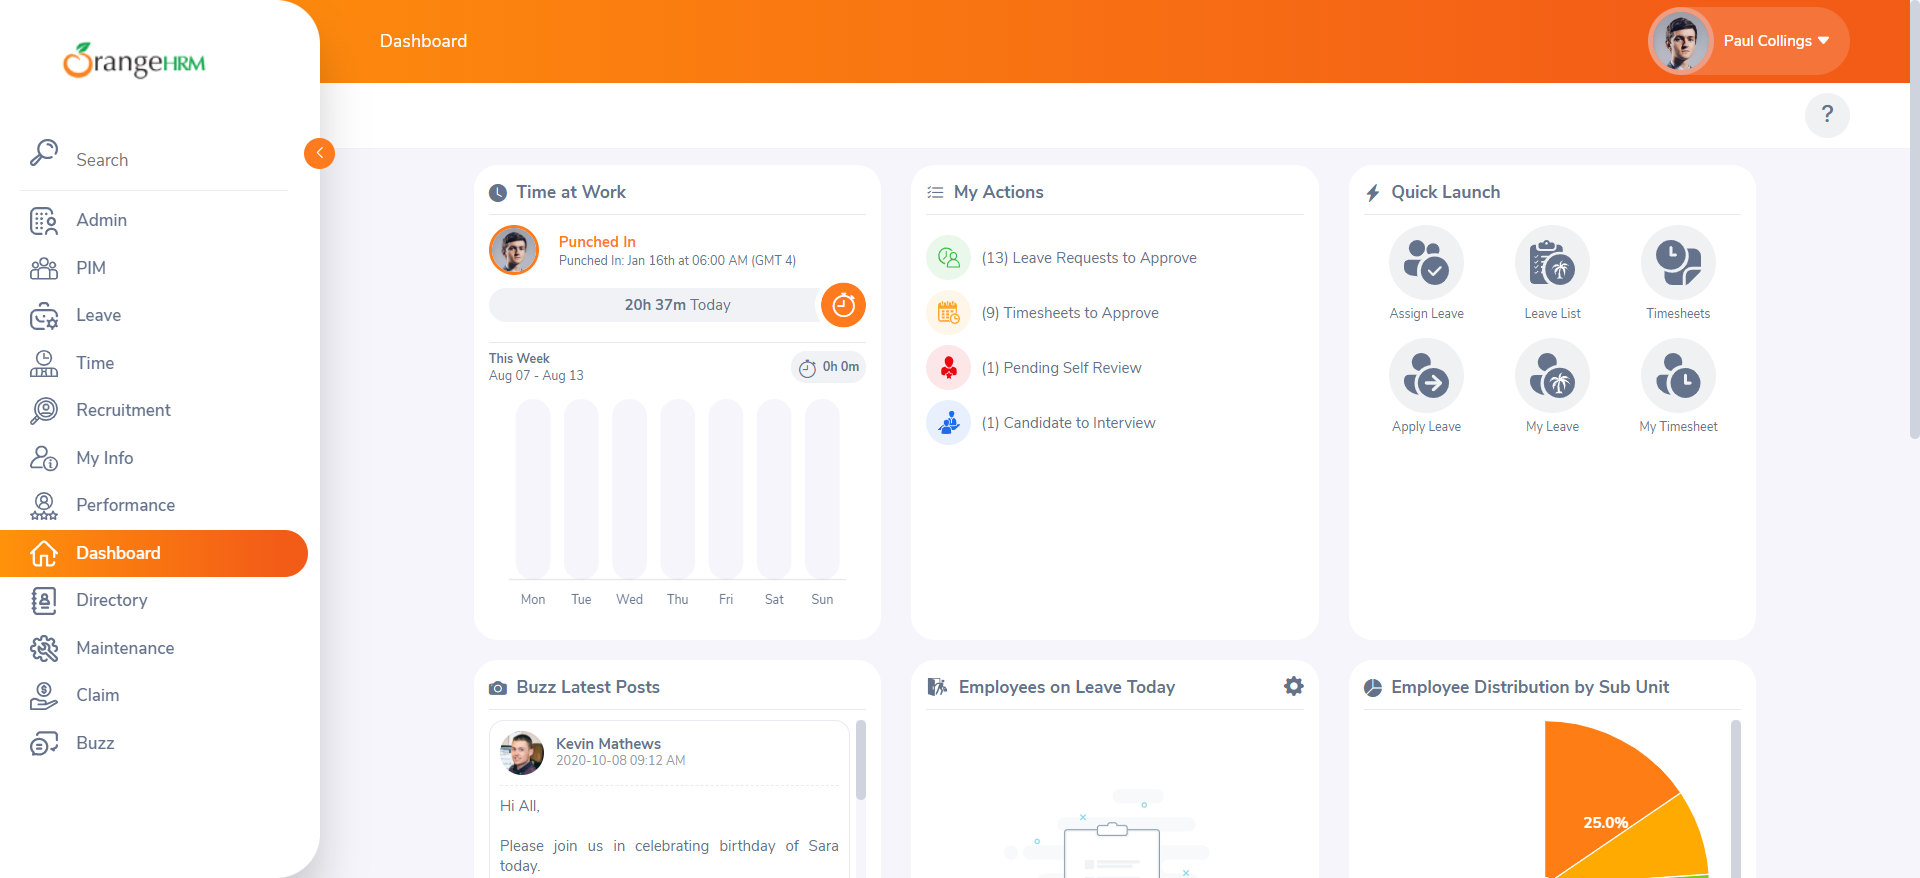 OrangeHRM
Dashboard
Paul Collings
?
Search
Admin
PIM
Leave
Time
Recruitment
My Info
Performance
Dashboard
Directory
Maintenance
Claim
Buzz
Time at Work
Punched In
Punched In: Jan 16th at 06:00 AM (GMT 4)
20h 37m Today
This Week
Aug 07 - Aug 13
0h 0m
Mon Tue Wed Thu Fri Sat Sun
My Actions
(13) Leave Requests to Approve
(9) Timesheets to Approve
(1) Pending Self Review
(1) Candidate to Interview
Quick Launch
Assign Leave Leave List Timesheets
Apply Leave My Leave My Timesheet
Buzz Latest Posts
Kevin Mathews
2020-10-08 09:12 AM
Hi All,
Please join us in celebrating birthday of Sara
today.
Employees on Leave Today
Employee Distribution by Sub Unit
25.0%